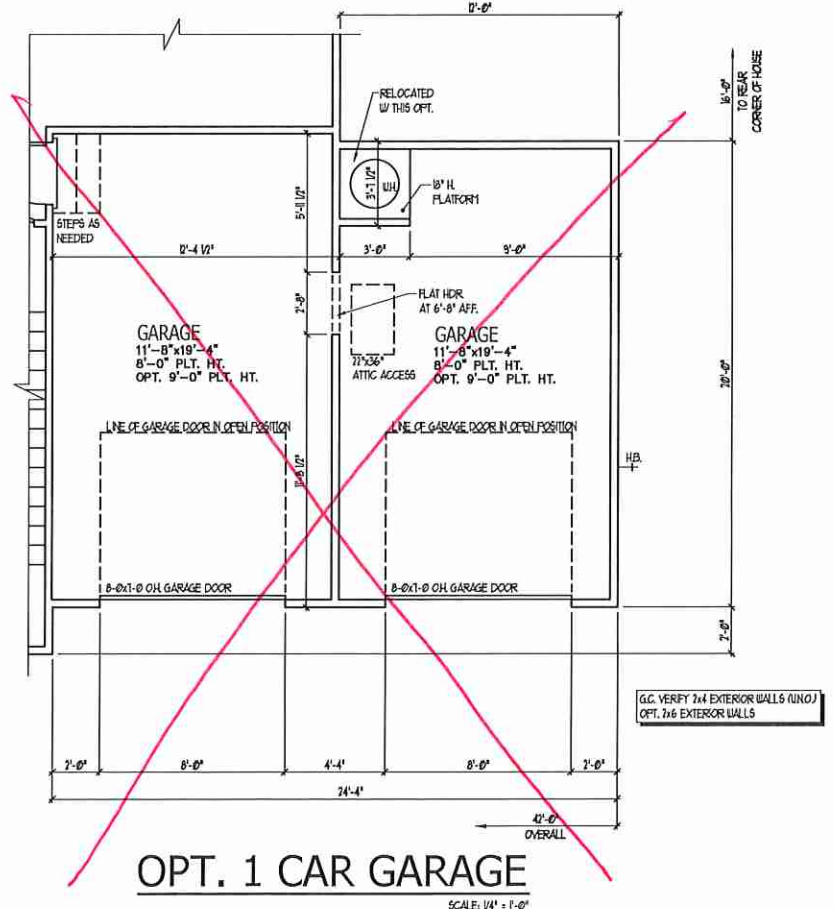 12'-0"
RELOCATED
W/ THIS OPT.
16'-0"
TO REAR
CORNER OF HOUSE
W.H.
3'-7 1/2"
18" H.
PLATFORM
5'-11 1/2"
STEPS AS
NEEDED
12'-4 1/2"
3'-0"
9'-0"
2'-8"
FLAT HDR.
AT 6'-8" AFF.
GARAGE
11'-8"x19'-4"
8'-0" PLT. HT.
OPT. 9'-0" PLT. HT.
22"x36"
ATTIC ACCESS
GARAGE
11'-8"x19'-4"
8'-0" PLT. HT.
OPT. 9'-0" PLT. HT.
20'-0"
LINE OF GARAGE DOOR IN OPEN POSITION
LINE OF GARAGE DOOR IN OPEN POSITION
11'-8 1/2"
H.B.
8-0x7-0 O.H. GARAGE DOOR
8-0x7-0 O.H. GARAGE DOOR
2'-0"
G.C. VERIFY 2x4 EXTERIOR WALLS (U.N.O.)
OPT. 2x6 EXTERIOR WALLS
2'-0"
8'-0"
4'-4"
8'-0"
2'-0"
24'-4"
42'-0"
OVERALL
OPT. 1 CAR GARAGE
SCALE: 1/4" = 1'-0"